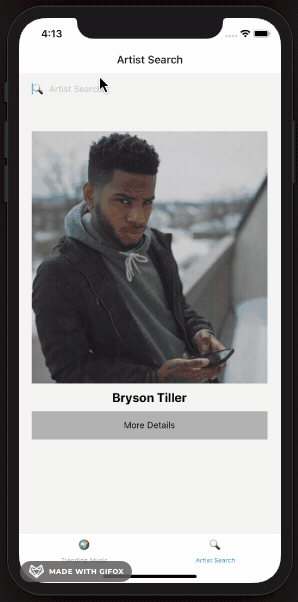 4:13
Artist Search
Artist Search
Bryson Tiller
More Details
Trending Music
Artist Search
MADE WITH GIFOX